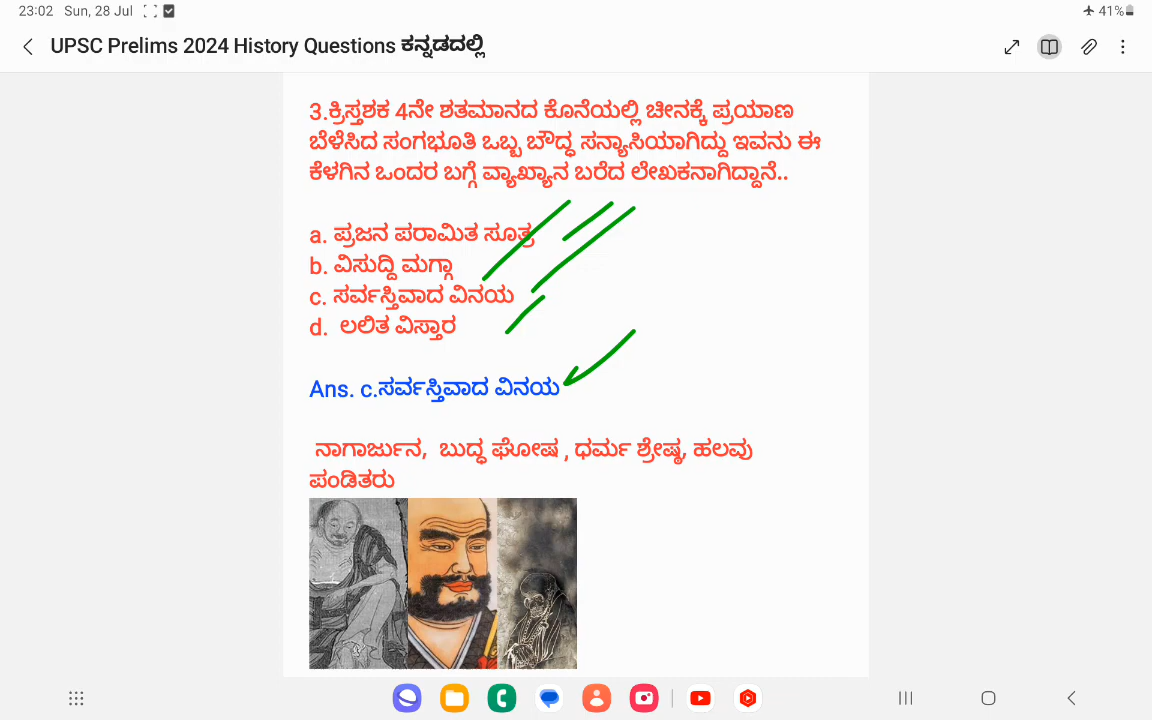 23:02 Sun, 28 Jul
41%
UPSC Prelims 2024 History Questions ಕನ್ನಡದಲ್ಲಿ
3.ಕ್ರಿಸ್ತಶಕ 4ನೇ ಶತಮಾನದ ಕೊನೆಯಲ್ಲಿ ಚೀನಕ್ಕೆ ಪ್ರಯಾಣ
ಬೆಳೆಸಿದ ಸಂಗಭೂತಿ ಒಬ್ಬ ಬೌದ್ಧ ಸನ್ಯಾಸಿಯಾಗಿದ್ದು ಇವನು ಈ
ಕೆಳಗಿನ ಒಂದರ ಬಗ್ಗೆ ವ್ಯಾಖ್ಯಾನ ಬರೆದ ಲೇಖಕನಾಗಿದ್ದಾನೆ..
a. ಪ್ರಜನ ಪರಾಮಿತ ಸೂತ್ರ
b. ವಿಸುದ್ದಿ ಮಗ್ಗಾ
c. ಸರ್ವಸ್ತಿವಾದ ವಿನಯ
d. ಲಲಿತ ವಿಸ್ತಾರ
Ans. c.ಸರ್ವಸ್ತಿವಾದ ವಿನಯ
ನಾಗಾರ್ಜುನ, ಬುದ್ಧ ಘೋಷ , ಧರ್ಮ ಶ್ರೇಷ್ಠ, ಹಲವು
ಪಂಡಿತರು